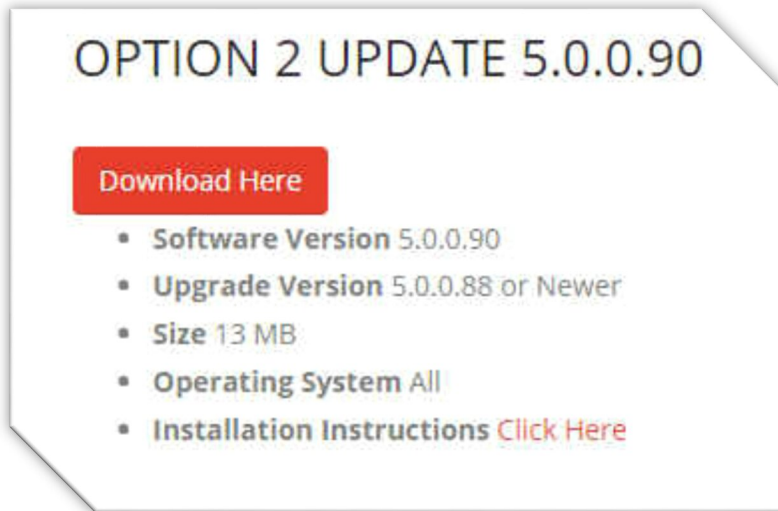 OPTION 2 UPDATE 5.0.0.90
Download Here
• Software Version 5.0.0.90
• Upgrade Version 5.0.0.88 or Newer
• Size 13 MB
• Operating System All
• Installation Instructions Click Here